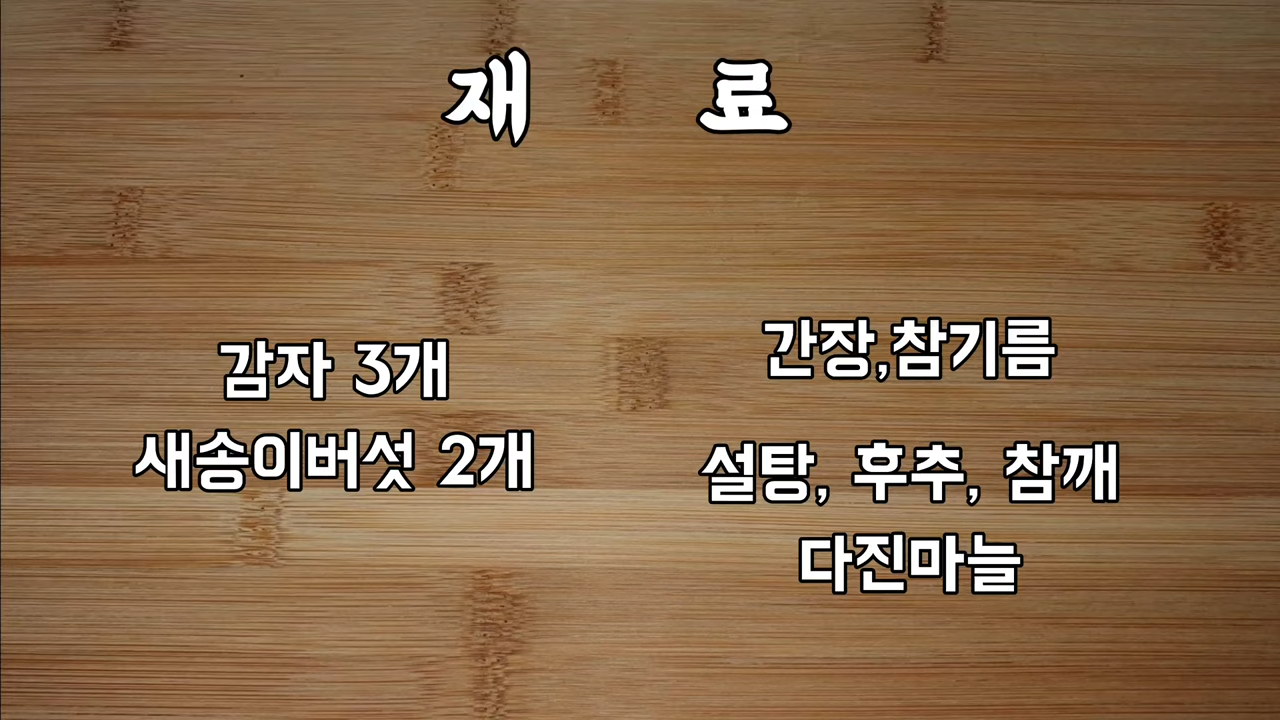 재 료
감자 3개
새송이버섯 2개
간장,참기름
설탕, 후추, 참깨
다진마늘